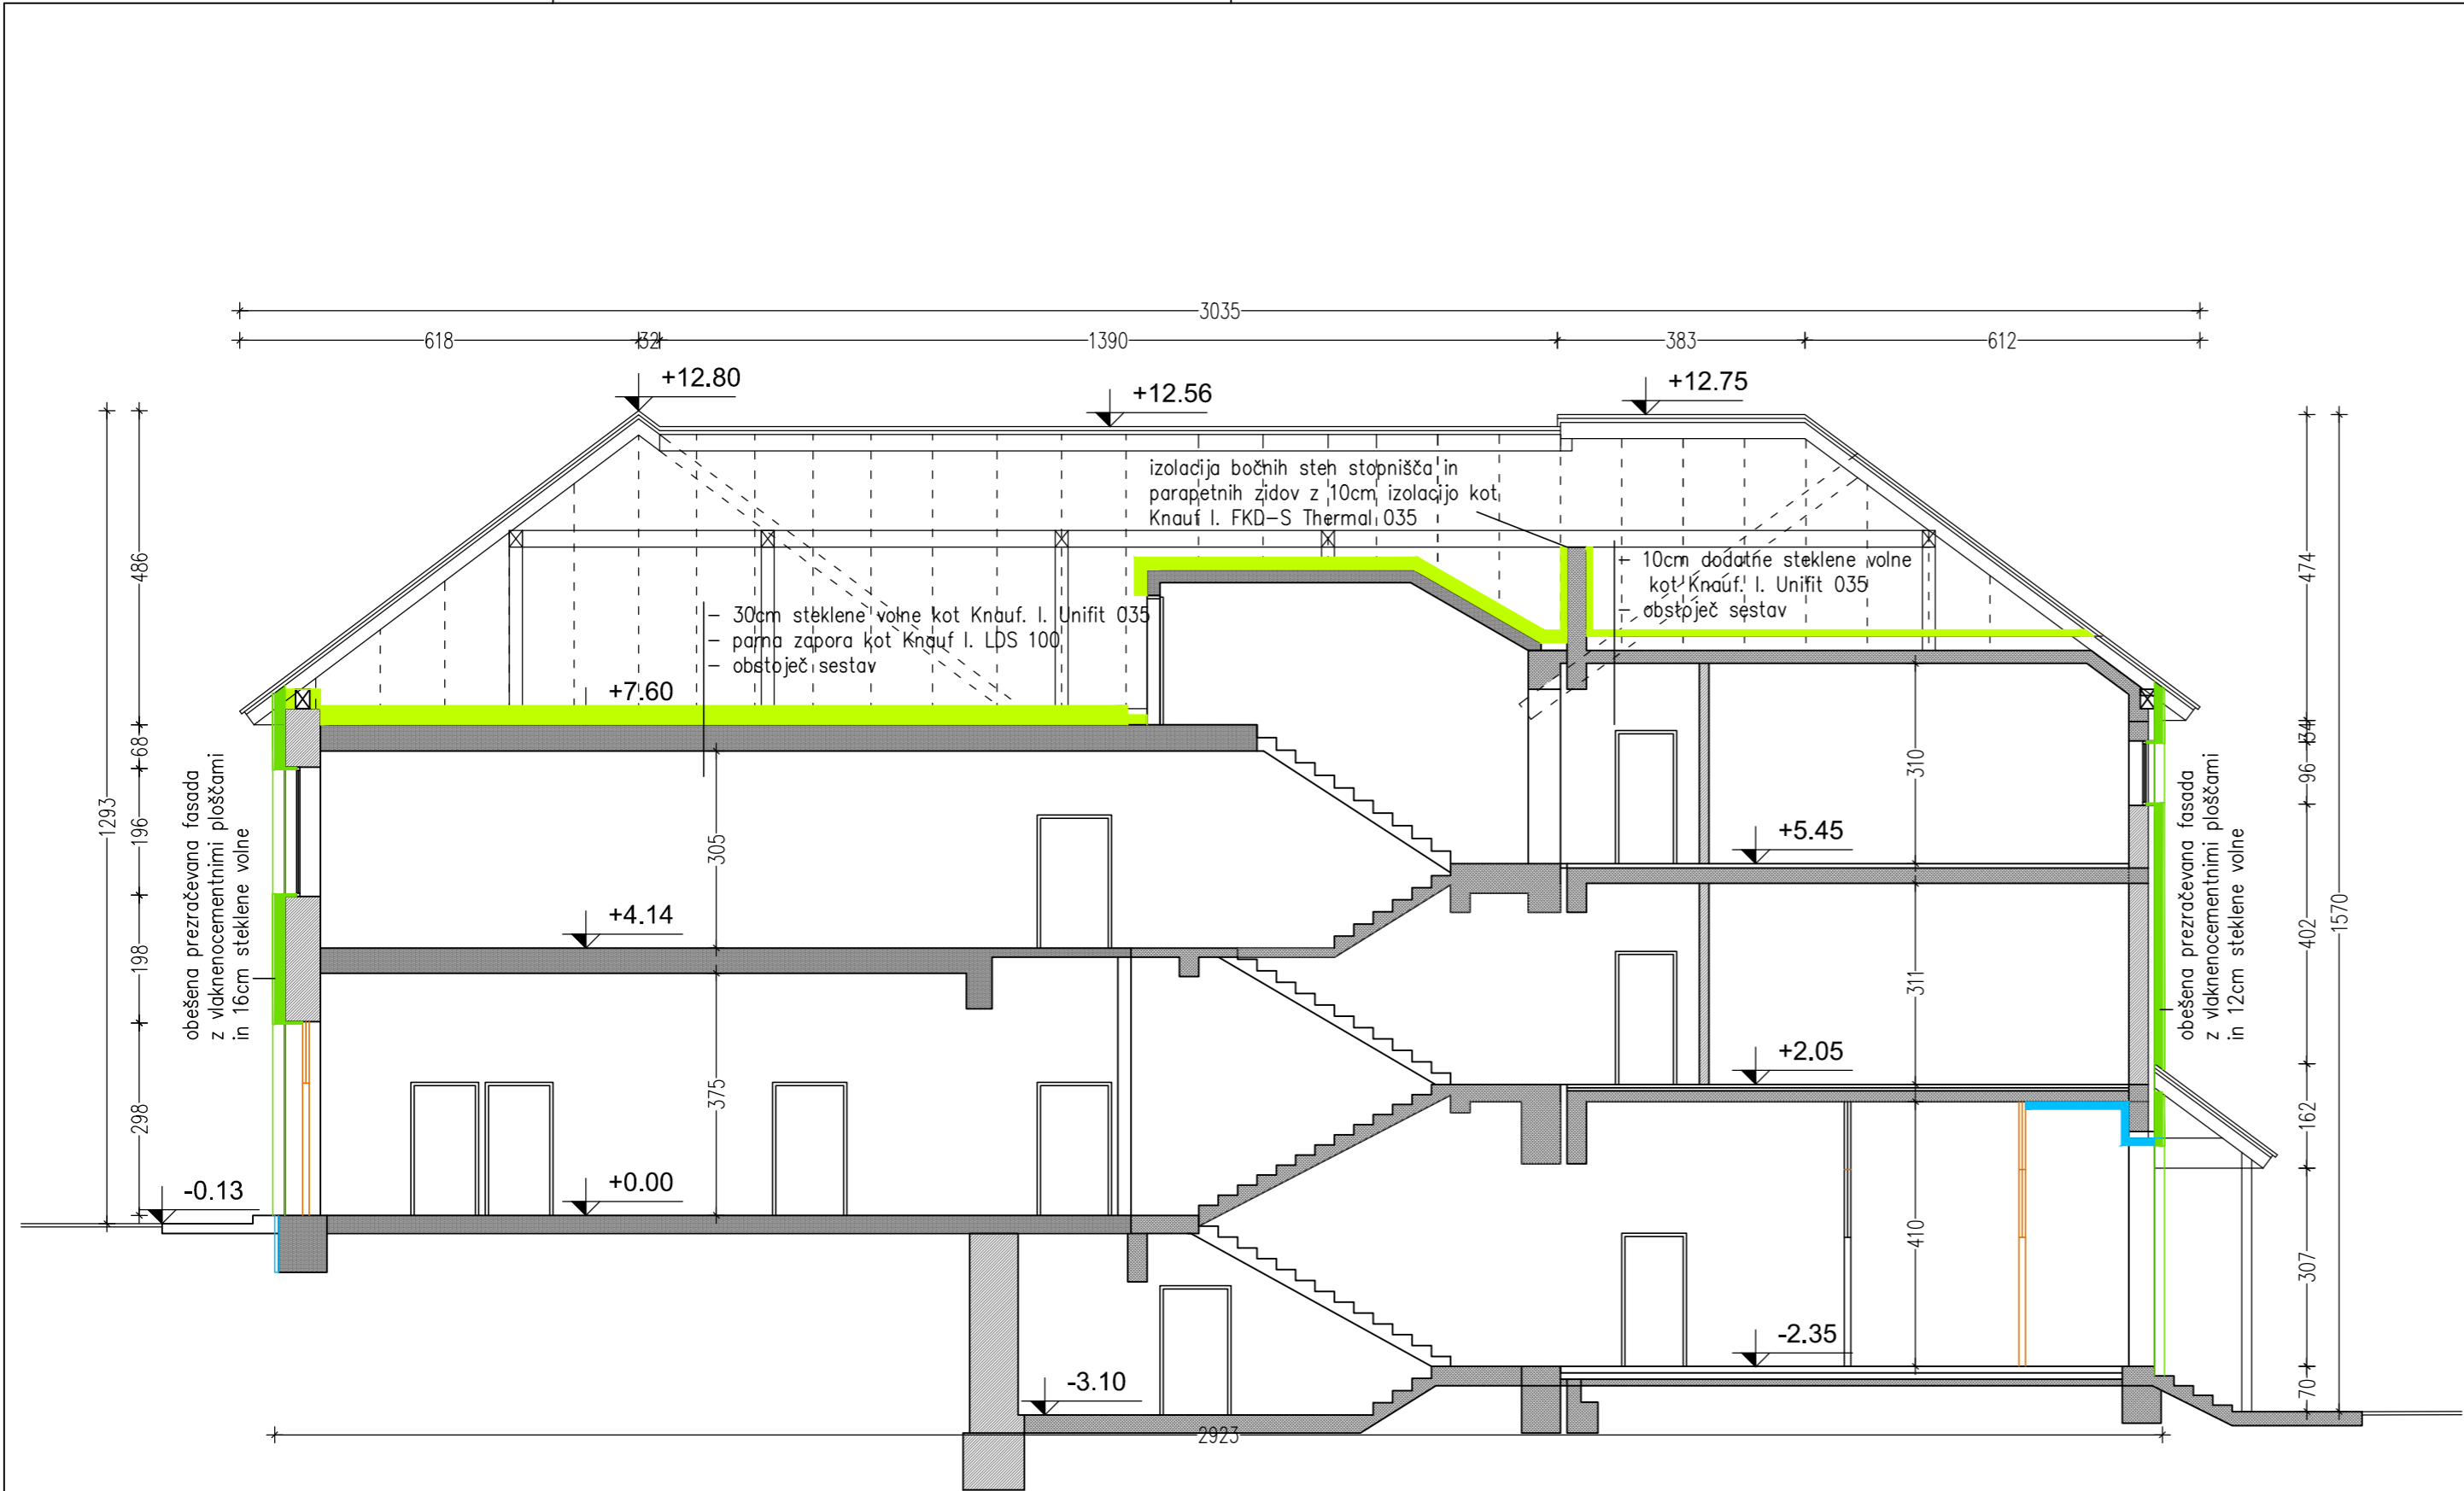 3035
618
32
1390
383
612
+12.80
+12.56
+12.75
izolacija bočnih steh stopnišča in
parapetnih zidov z 10cm izolacijo kot
Knauf I. FKD-S Thermal 035
- 10cm dodatne steklene volne
kot Knauf. I. Unifit 035
- obstoječ sestav
- 30cm steklene volne kot Knauf. I. Unifit 035
- parna zapora kot Knauf I. LDS 100
- obstoječ sestav
+7.60
1293
486
68
196
198
298
obešena prezračevana fasada
z vlaknenocementnimi ploščami
in 16cm steklene volne
305
375
+4.14
+0.00
-0.13
-3.10
310
311
410
+5.45
+2.05
-2.35
obešena prezračevana fasada
z vlaknenocementnimi ploščami
in 12cm steklene volne
474
34
96
402
162
307
70
1570
2923